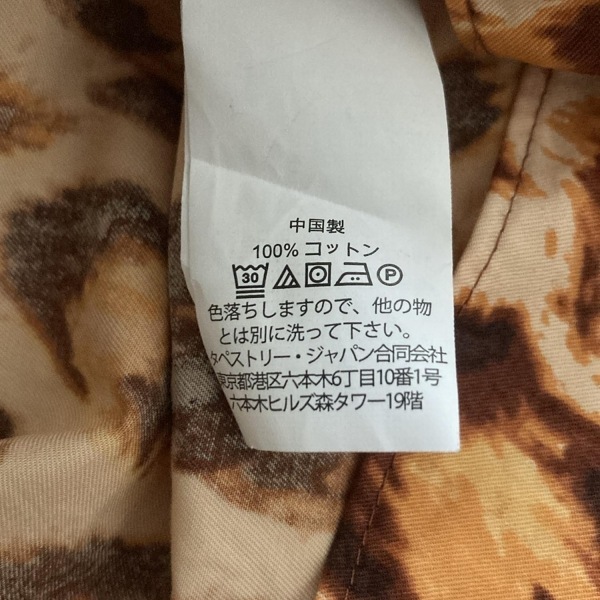 中国製
100% コットン
30 P
色落ちしますので、他の物
とは別に洗って下さい。
タペストリー・ジャパン合同会社
東京都港区六本木6丁目10番1号
六本木ヒルズ森タワー19階